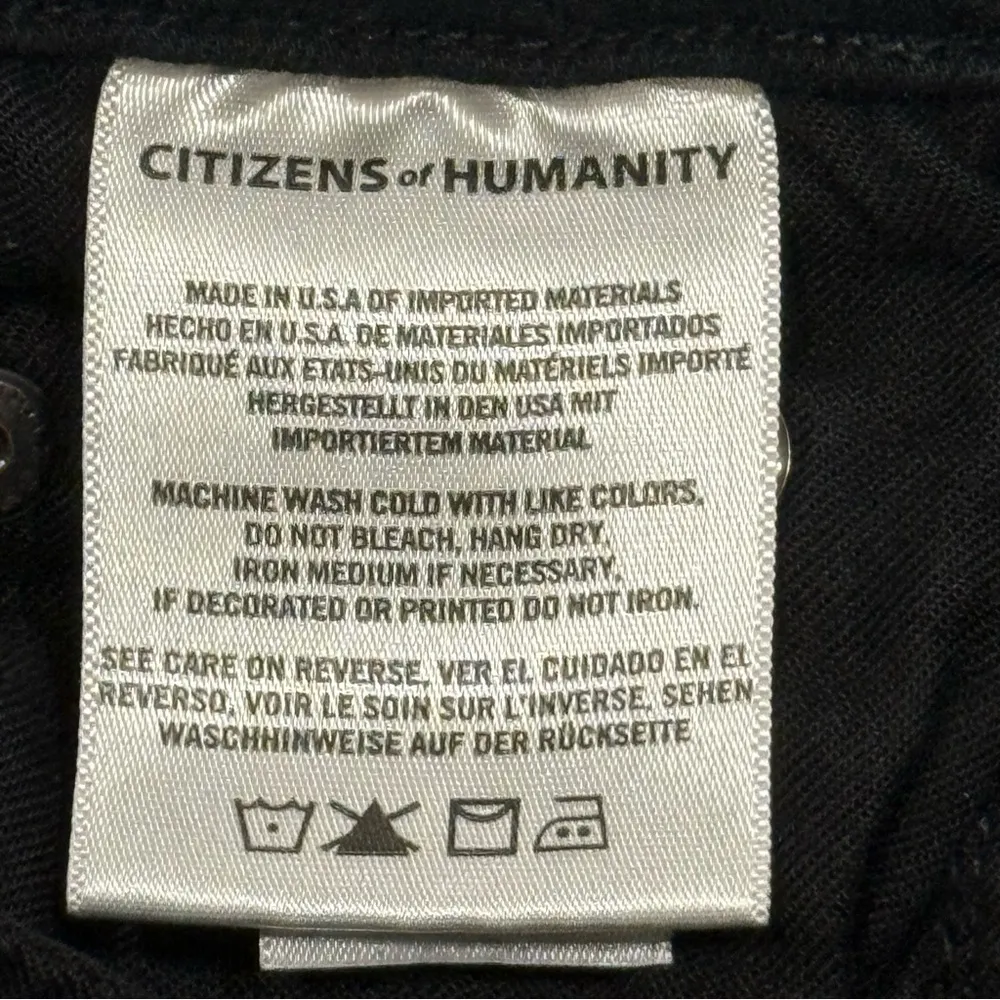 CITIZENS of HUMANITY
MADE IN U.S.A OF IMPORTED MATERIALS
HECHO EN U.S.A. DE MATERIALES IMPORTADOS
FABRIQUÉ AUX ETATS-UNIS DU MATÉRIELS IMPORTÉ
HERGESTELLT IN DEN USA MIT
IMPORTIERTEM MATERIAL
MACHINE WASH COLD WITH LIKE COLORS,
DO NOT BLEACH, HANG DRY,
IRON MEDIUM IF NECESSARY,
IF DECORATED OR PRINTED DO NOT IRON.
SEE CARE ON REVERSE, VER EL CUIDADO EN EL
REVERSO, VOIR LE SOIN SUR L'INVERSE, SEHEN
WASCHHINWEISE AUF DER RÜCKSEITE